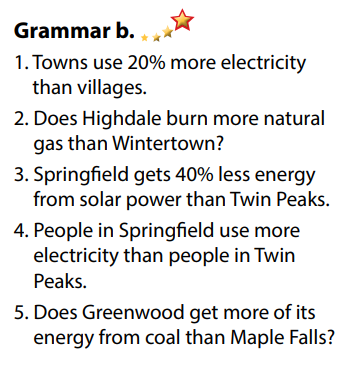 Grammar b.
1. Towns use 20% more electricity
than villages.
2. Does Highdale burn more natural
gas than Wintertown?
3. Springfield gets 40% less energy
from solar power than Twin Peaks.
4. People in Springfield use more
electricity than people in Twin
Peaks.
5. Does Greenwood get more of its
energy from coal than Maple Falls?